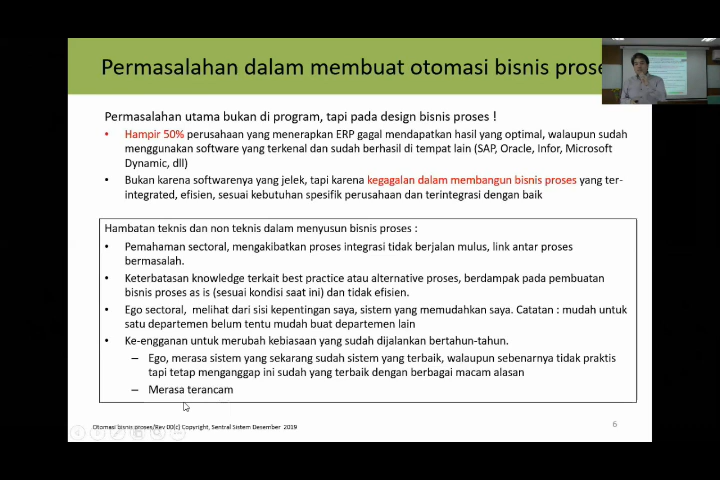 Permasalahan dalam membuat otomasi bisnis prose
Permasalahan utama bukan di program, tapi pada design bisnis proses !
• Hampir 50% perusahaan yang menerapkan ERP gagal mendapatkan hasil yang optimal, walaupun sudah
menggunakan software yang terkenal dan sudah berhasil di tempat lain (SAP, Oracle, Infor, Microsoft
Dynamic, dll)
• Bukan karena softwarenya yang jelek, tapi karena kegagalan dalam membangun bisnis proses yang ter-
integrated, efisien, sesuai kebutuhan spesifik perusahaan dan terintegrasi dengan baik
Hambatan teknis dan non teknis dalam menyusun bisnis proses :
• Pemahaman sectoral, mengakibatkan proses integrasi tidak berjalan mulus, link antar proses
bermasalah.
• Keterbatasan knowledge terkait best practice atau alternative proses, berdampak pada pembuatan
bisnis proses as is (sesuai kondisi saat ini) dan tidak efisien.
• Ego sectoral, melihat dari sisi kepentingan saya, sistem yang memudahkan saya. Catatan : mudah untuk
satu departemen belum tentu mudah buat departemen lain
• Ke-engganan untuk merubah kebiasaan yang sudah dijalankan bertahun-tahun.
– Ego, merasa sistem yang sekarang sudah sistem yang terbaik, walaupun sebenarnya tidak praktis
tapi tetap menganggap ini sudah yang terbaik dengan berbagai macam alasan
– Merasa terancam
Otomasi bisnis proses/Rev 00(c) Copyright, Sentral Sistem Desember 2019
6